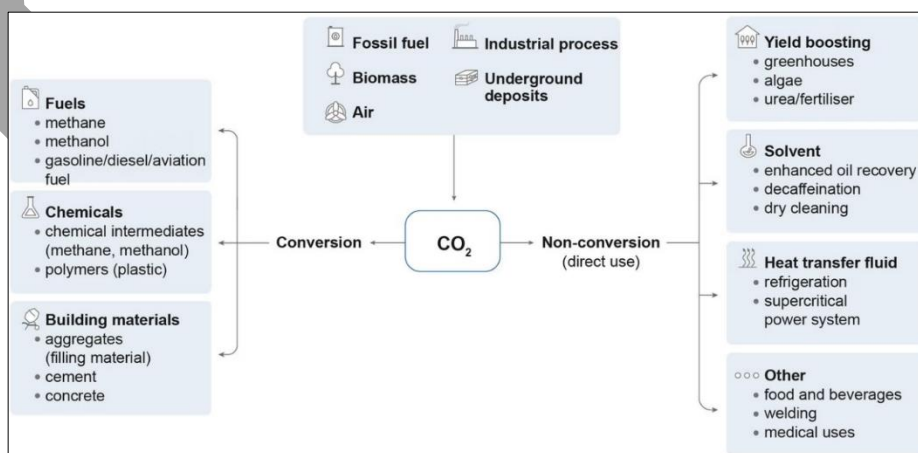 Fossil fuel
Industrial process
Biomass
Underground
deposits
Air
Fuels
• methane
• methanol
• gasoline/diesel/aviation
fuel
Chemicals
• chemical intermediates
(methane, methanol)
• polymers (plastic)
Building materials
• aggregates
(filling material)
• cement
• concrete
Conversion
CO₂
Non-conversion
(direct use)
Yield boosting
• greenhouses
• algae
• urea/fertiliser
Solvent
• enhanced oil recovery
• decaffeination
• dry cleaning
Heat transfer fluid
• refrigeration
• supercritical
power system
Other
• food and beverages
• welding
• medical uses